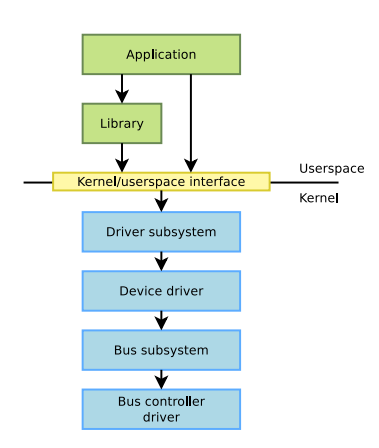 Application
Library
Userspace
Kernel/userspace interface
Kernel
Driver subsystem
Device driver
Bus subsystem
Bus controller
driver